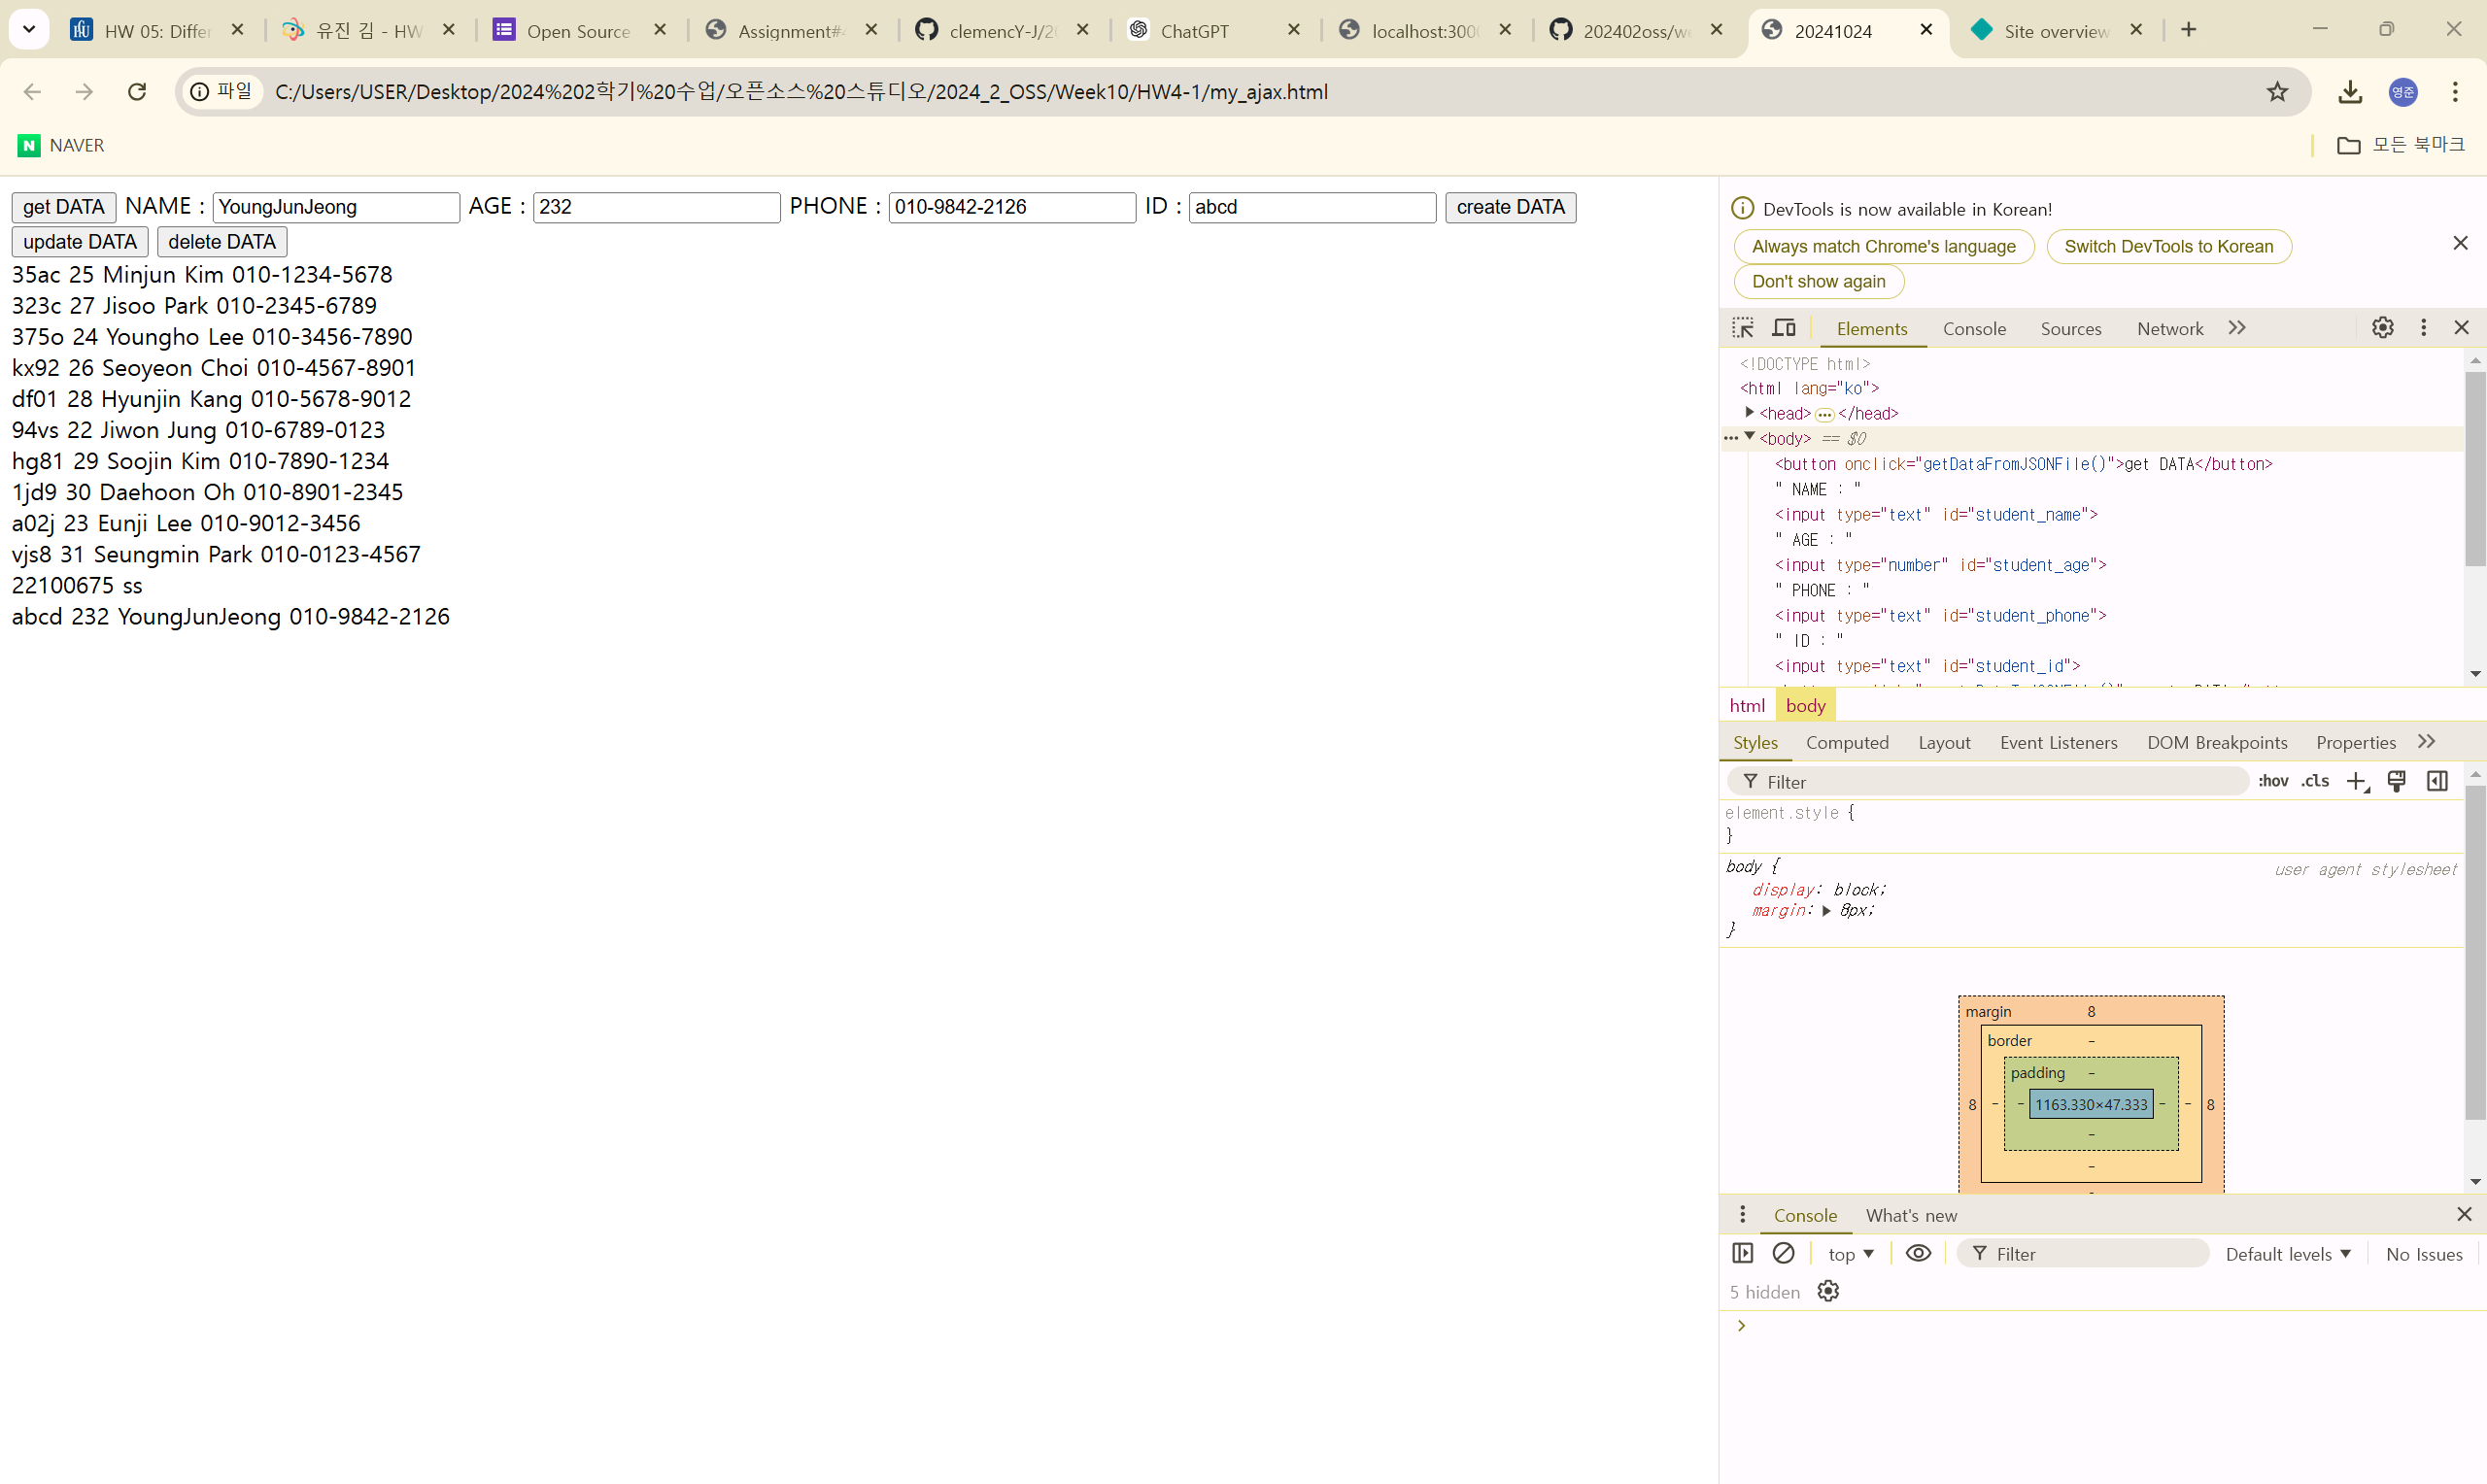 HW 05: Differ
유진 김 - HW
Open Source
Assignment#4
clemencY-J/20
ChatGPT
localhost:3000
202402oss/we
20241024
Site overview
파일 C:/Users/USER/Desktop/2024%202학기%20수업/오픈소스%20스튜디오/2024_2_OSS/Week10/HW4-1/my_ajax.html
영준
NAVER
모든 북마크
get DATA NAME : YoungJunJeong AGE : 232 PHONE : 010-9842-2126 ID : abcd create DATA
update DATA delete DATA
35ac 25 Minjun Kim 010-1234-5678
323c 27 Jisoo Park 010-2345-6789
375o 24 Youngho Lee 010-3456-7890
kx92 26 Seoyeon Choi 010-4567-8901
df01 28 Hyunjin Kang 010-5678-9012
94vs 22 Jiwon Jung 010-6789-0123
hg81 29 Soojin Kim 010-7890-1234
1jd9 30 Daehoon Oh 010-8901-2345
a02j 23 Eunji Lee 010-9012-3456
vjs8 31 Seungmin Park 010-0123-4567
22100675 ss
abcd 232 YoungJunJeong 010-9842-2126
DevTools is now available in Korean!
Always match Chrome's language Switch DevTools to Korean
Don't show again
Elements Console Sources Network
<!DOCTYPE html>
<html lang="ko">
<head> ••• </head>
••• <body> == $0
<button onclick="getDataFromJSONFile()">get DATA</button>
" NAME : "
<input type="text" id="student_name">
" AGE : "
<input type="number" id="student_age">
" PHONE : "
<input type="text" id="student_phone">
" ID : "
<input type="text" id="student_id">
html body
Styles Computed Layout Event Listeners DOM Breakpoints Properties
Filter :hov .cls
element.style {
}
body { user agent stylesheet
display: block;
margin: 8px;
}
margin 8
border -
padding -
8 - - 1163.330×47.333 - - 8
-
-
Console What's new
top Filter Default levels No Issues
5 hidden